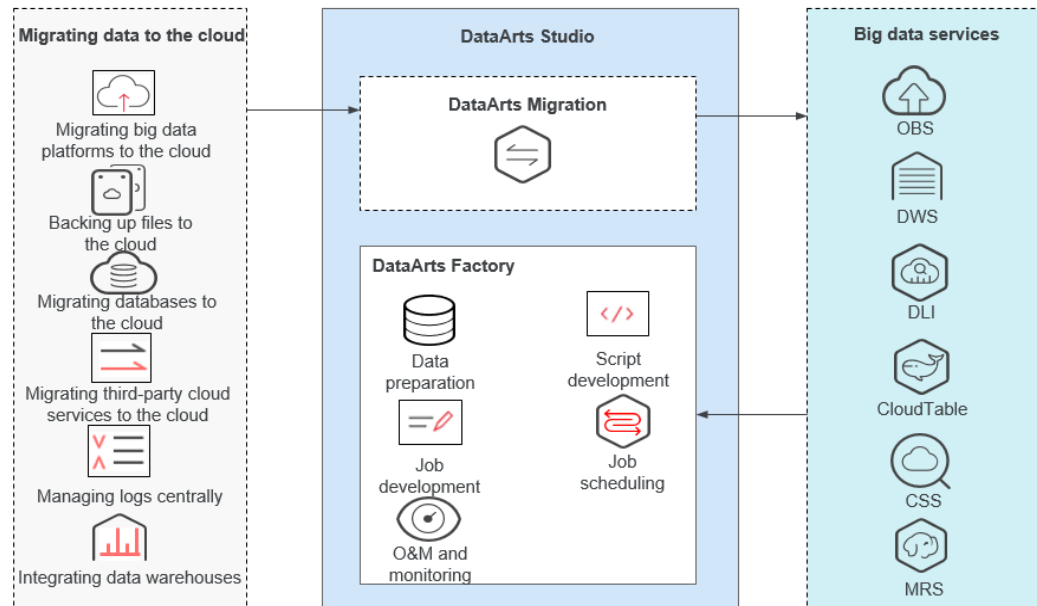 Migrating data to the cloud
Migrating big data
platforms to the cloud
Backing up files to
the cloud
Migrating databases to
the cloud
Migrating third-party cloud
services to the cloud
Managing logs centrally
Integrating data warehouses
DataArts Studio
DataArts Migration
DataArts Factory
Data
preparation
Script
development
</>
Job
development
Job
scheduling
O&M and
monitoring
Big data services
OBS
DWS
DLI
CloudTable
CSS
MRS